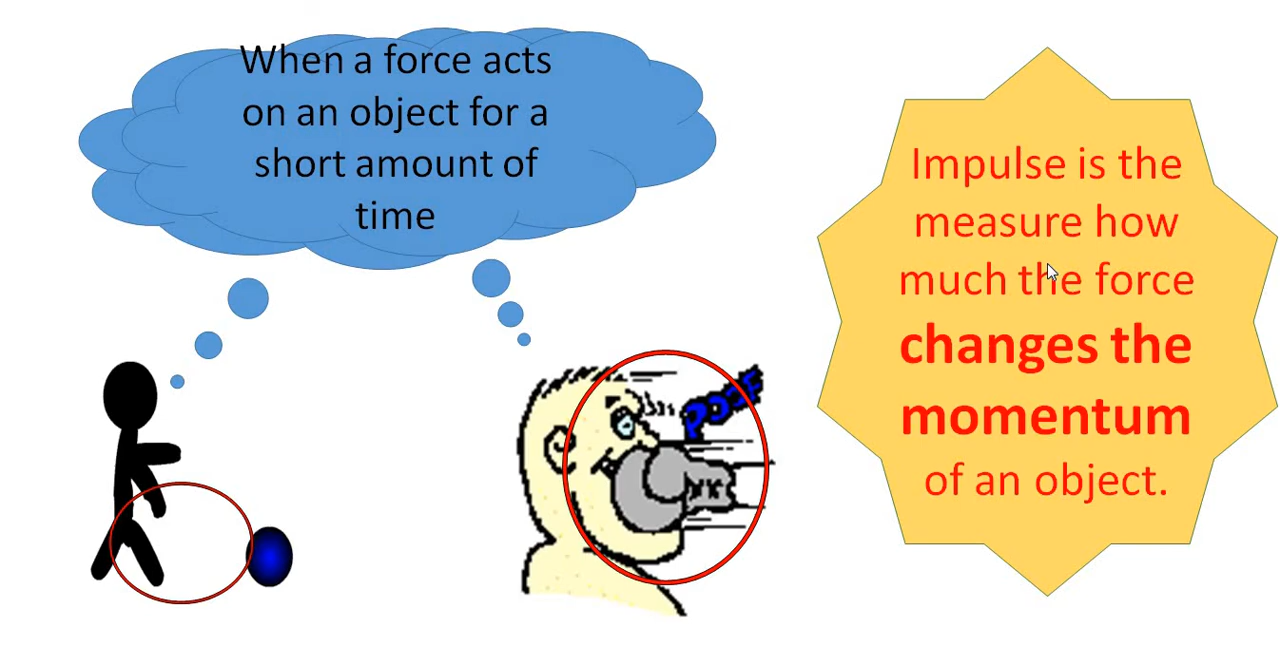 When a force acts
on an object for a
short amount of
time
Impulse is the
measure how
much the force
changes the
momentum
of an object.